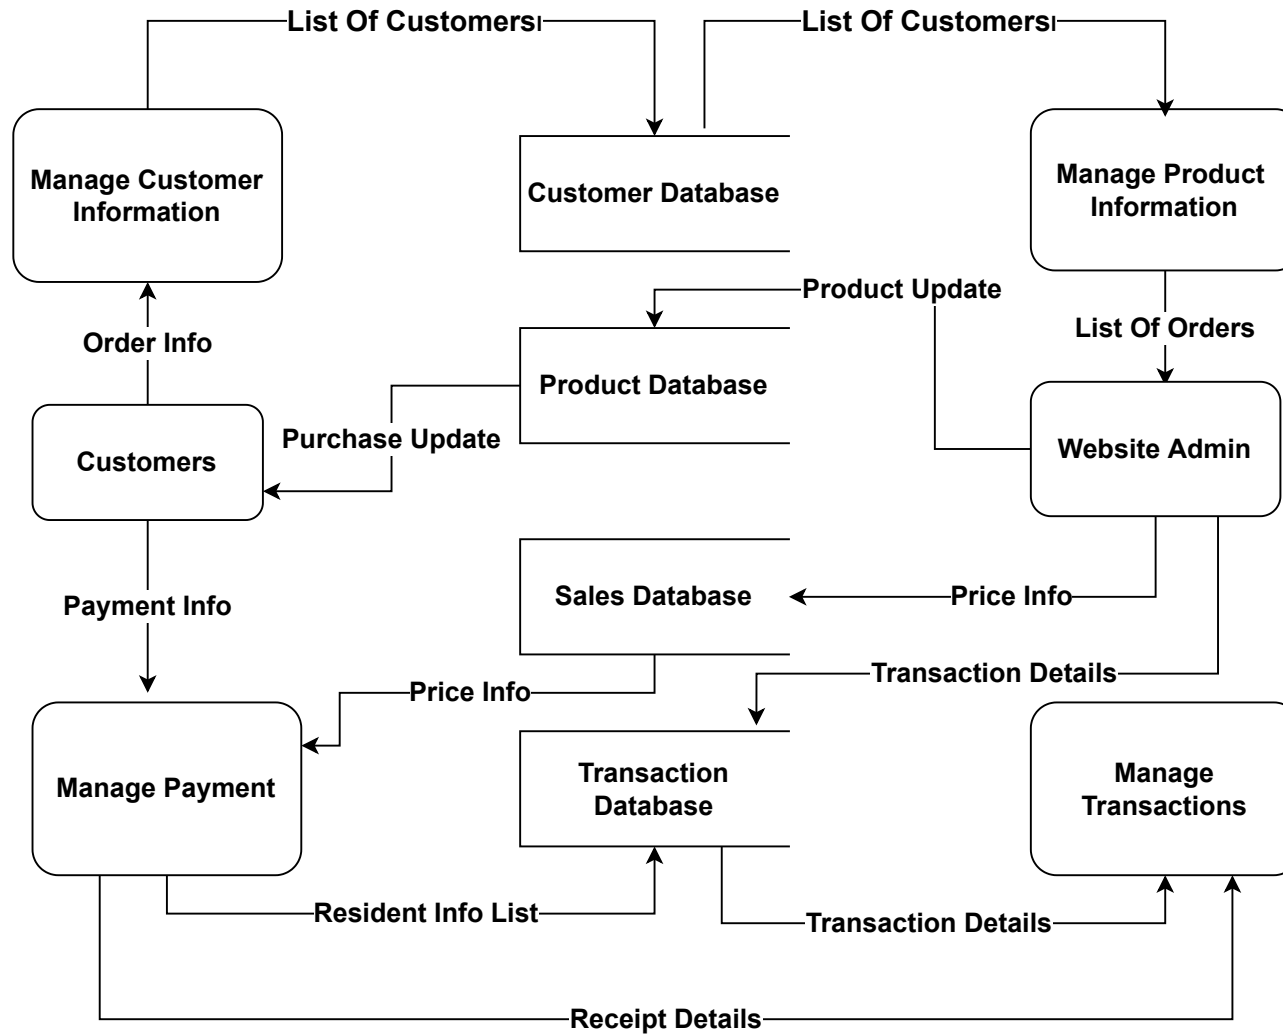 List Of Customers
List Of Customers
Manage Customer
Information
Customer Database
Manage Product
Information
Product Update
Order Info
List Of Orders
Product Database
Purchase Update
Customers
Website Admin
Payment Info
Sales Database
Price Info
Transaction Details
Price Info
Manage Payment
Transaction
Database
Manage
Transactions
Resident Info List
Transaction Details
Receipt Details